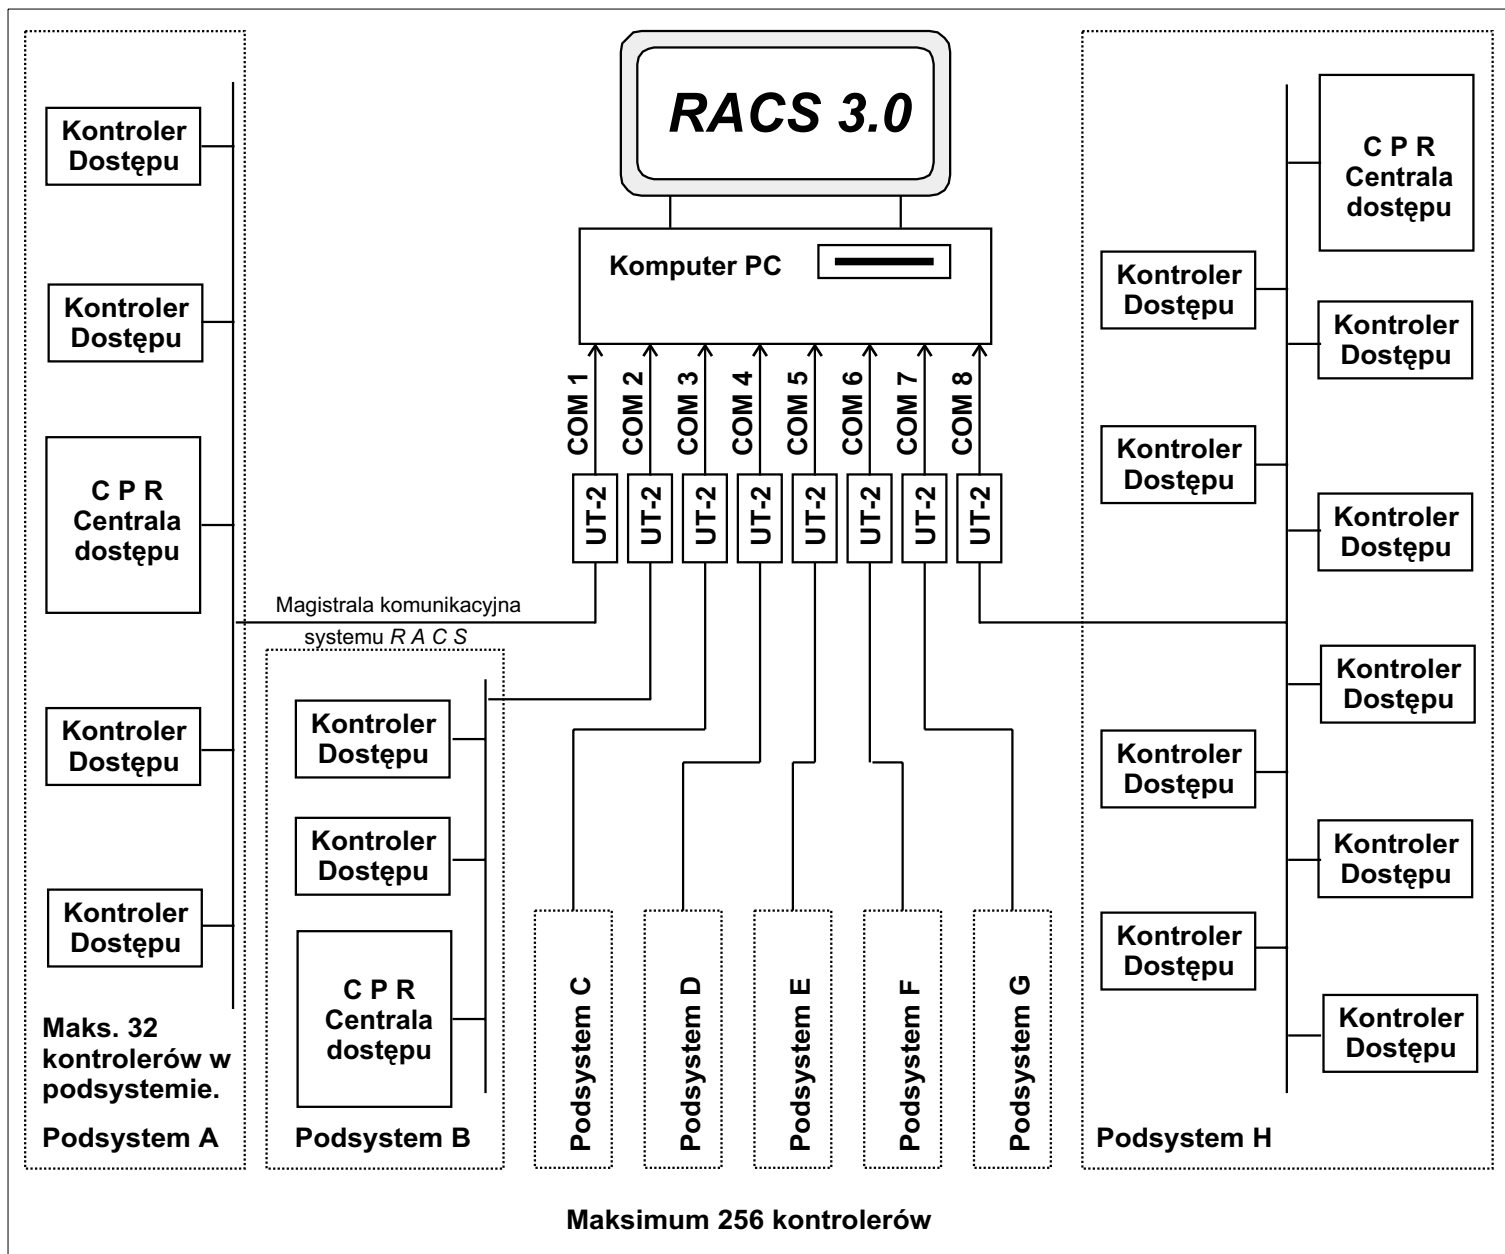 RACS 3.0
Komputer PC
COM 1
COM 2
COM 3
COM 4
COM 5
COM 6
COM 7
COM 8
UT-2
UT-2
UT-2
UT-2
UT-2
UT-2
UT-2
UT-2
Kontroler
Dostępu
Kontroler
Dostępu
C P R
Centrala
dostępu
Kontroler
Dostępu
Kontroler
Dostępu
Maks. 32
kontrolerów w
podsystemie.
Podsystem A
Magistrala komunikacyjna
systemu R A C S
Kontroler
Dostępu
Kontroler
Dostępu
C P R
Centrala
dostępu
Podsystem B
Podsystem C
Podsystem D
Podsystem E
Podsystem F
Podsystem G
C P R
Centrala
dostępu
Kontroler
Dostępu
Kontroler
Dostępu
Kontroler
Dostępu
Kontroler
Dostępu
Kontroler
Dostępu
Kontroler
Dostępu
Kontroler
Dostępu
Kontroler
Dostępu
Kontroler
Dostępu
Podsystem H
Maksimum 256 kontrolerów